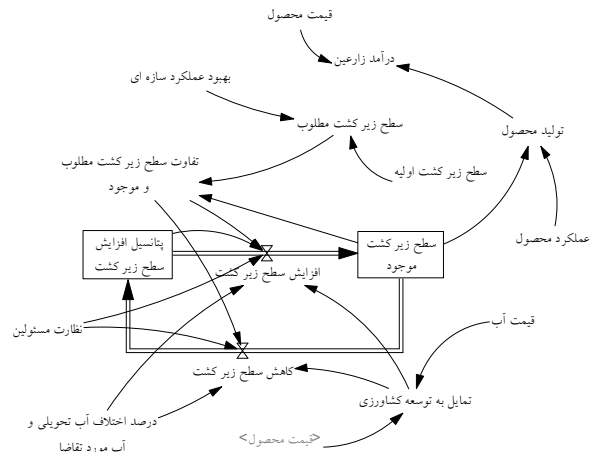 قیمت محصول
درآمد زارعین
بهبود عملکرد سازه ای
سطح زیر کشت مطلوب
تولید محصول
تفاوت سطح زیر کشت مطلوب
و موجود
سطح زیر کشت اولیه
پتانسیل افزایش
سطح زیر کشت
سطح زیر کشت
موجود
عملکرد محصول
افزایش سطح زیر کشت
نظارت مسئولین
قیمت آب
کاهش سطح زیر کشت
تمایل به توسعه کشاورزی
درصد اختلاف آب تحویلی و
آب مورد تقاضا
<قیمت محصول>